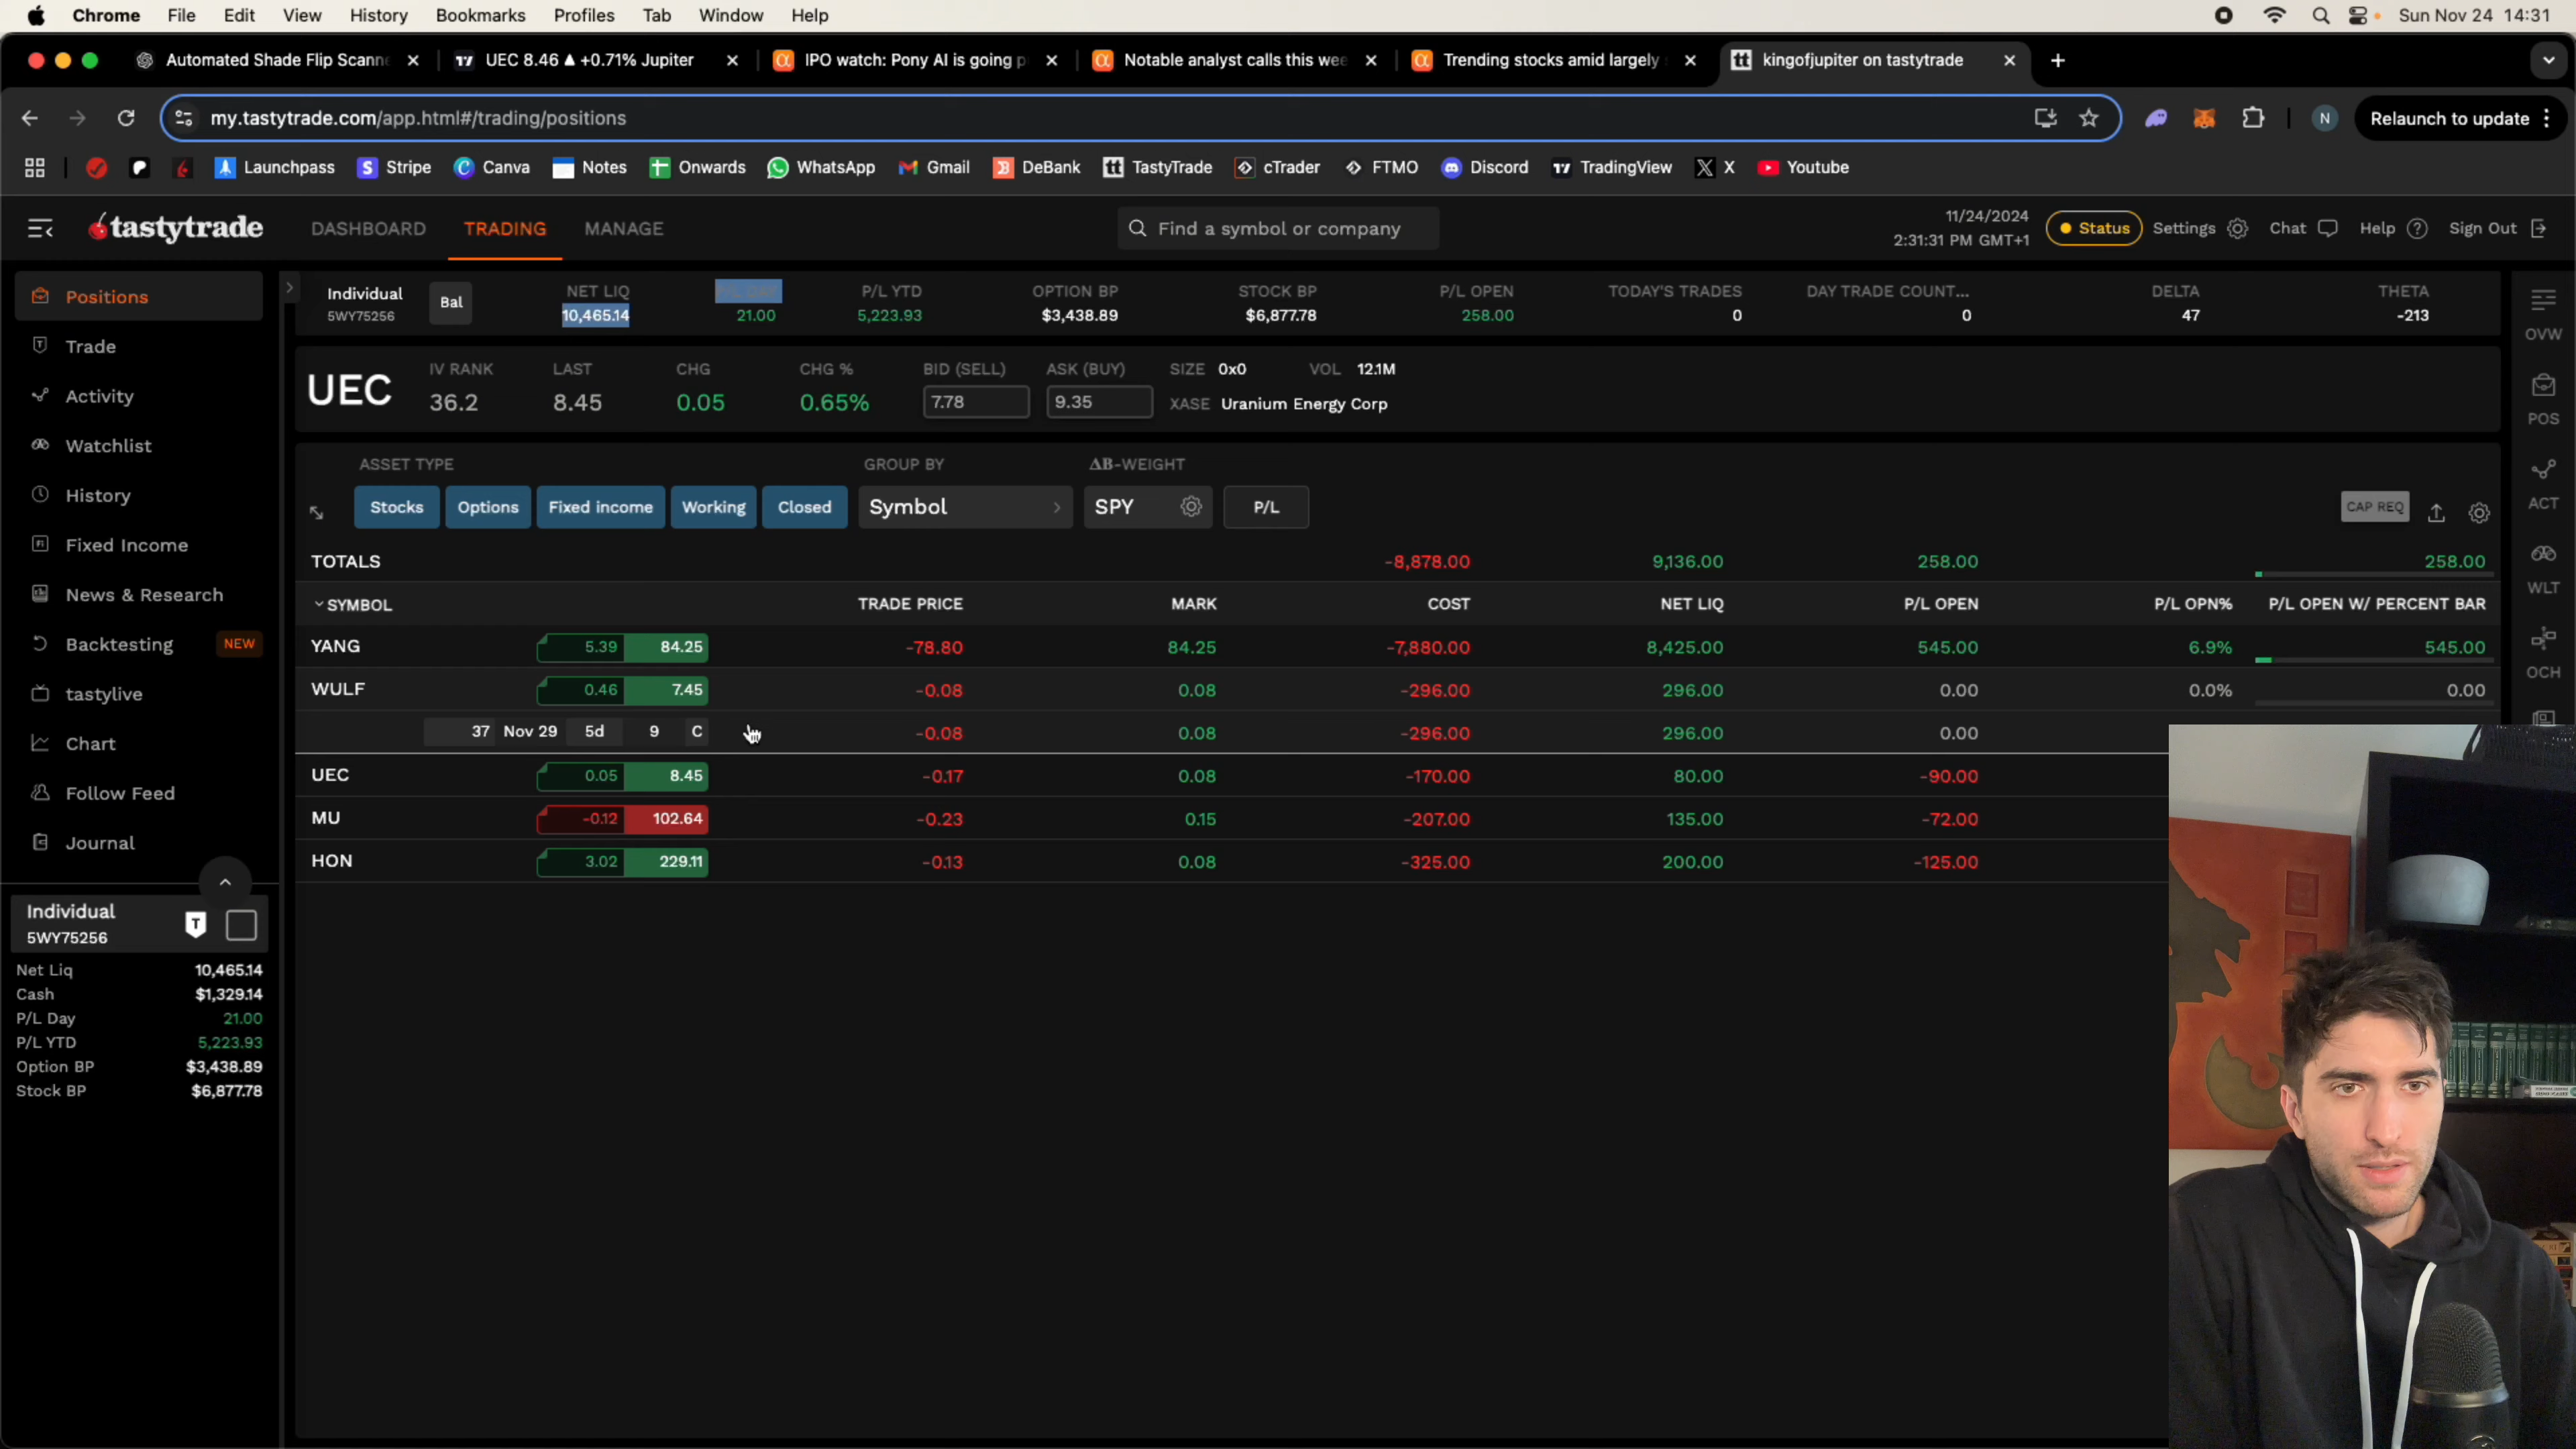 Chrome File Edit View History Bookmarks Profiles Tab Window Help Sun Nov 24 14:31
Automated Shade Flip Scanne UEC 8.46 ▲ +0.71% Jupiter IPO watch: Pony AI is going p Notable analyst calls this wee Trending stocks amid largely kingofjupiter on tastytrade
my.tastytrade.com/app.html#/trading/positions N Relaunch to update
Launchpass Stripe Canva Notes Onwards WhatsApp Gmail DeBank TastyTrade cTrader FTMO Discord TradingView X Youtube
tastytrade DASHBOARD TRADING MANAGE Find a symbol or company 11/24/2024 Status Settings Chat Help Sign Out
2:31:31 PM GMT+1
Positions
Trade
Activity
Watchlist
History
Fixed Income
News & Research
Backtesting NEW
tastylive
Chart
Follow Feed
Journal
Individual
5WY75256
Net Liq 10,465.14
Cash $1,329.14
P/L Day 21.00
P/L YTD 5,223.93
Option BP $3,438.89
Stock BP $6,877.78
Individual Bal NET LIQ P/L DAY P/L YTD OPTION BP STOCK BP P/L OPEN TODAY'S TRADES DAY TRADE COUNT... DELTA THETA
5WY75256 10,465.14 21.00 5,223.93 $3,438.89 $6,877.78 258.00 0 0 47 -213
UEC IV RANK LAST CHG CHG % BID (SELL) ASK (BUY) SIZE 0x0 VOL 12.1M
36.2 8.45 0.05 0.65% 7.78 9.35 XASE Uranium Energy Corp
ASSET TYPE GROUP BY ΔB-WEIGHT
Stocks Options Fixed income Working Closed Symbol SPY P/L CAP REQ
TOTALS -8,878.00 9,136.00 258.00 258.00
SYMBOL TRADE PRICE MARK COST NET LIQ P/L OPEN P/L OPN% P/L OPEN W/ PERCENT BAR
YANG 5.39 84.25 -78.80 84.25 -7,880.00 8,425.00 545.00 6.9% 545.00
WULF 0.46 7.45 -0.08 0.08 -296.00 296.00 0.00 0.0% 0.00
37 Nov 29 5d 9 C -0.08 0.08 -296.00 296.00 0.00
UEC 0.05 8.45 -0.17 0.08 -170.00 80.00 -90.00
MU -0.12 102.64 -0.23 0.15 -207.00 135.00 -72.00
HON 3.02 229.11 -0.13 0.08 -325.00 200.00 -125.00
OVW
POS
ACT
WLT
OCH